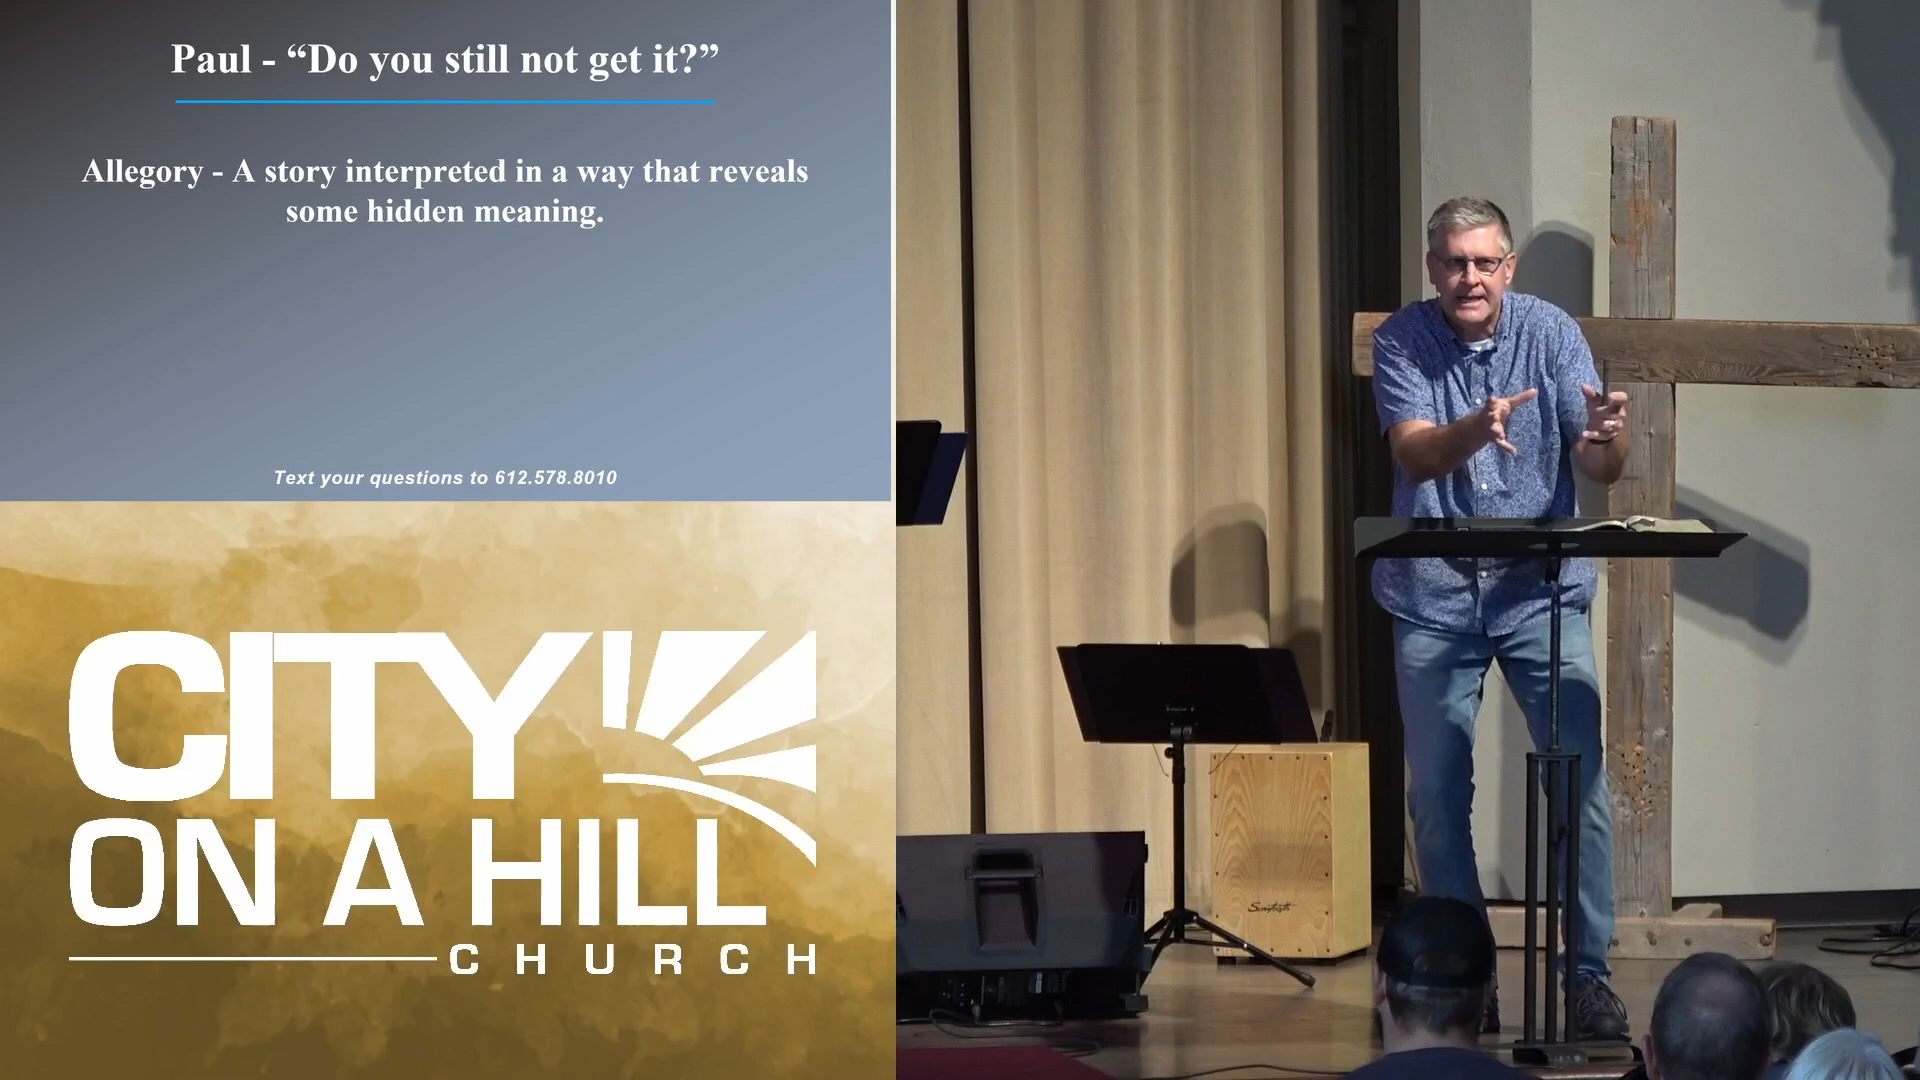 Paul - “Do you still not get it?”
Allegory - A story interpreted in a way that reveals
some hidden meaning.
Text your questions to 612.578.8010
CITY
ON A HILL
CHURCH